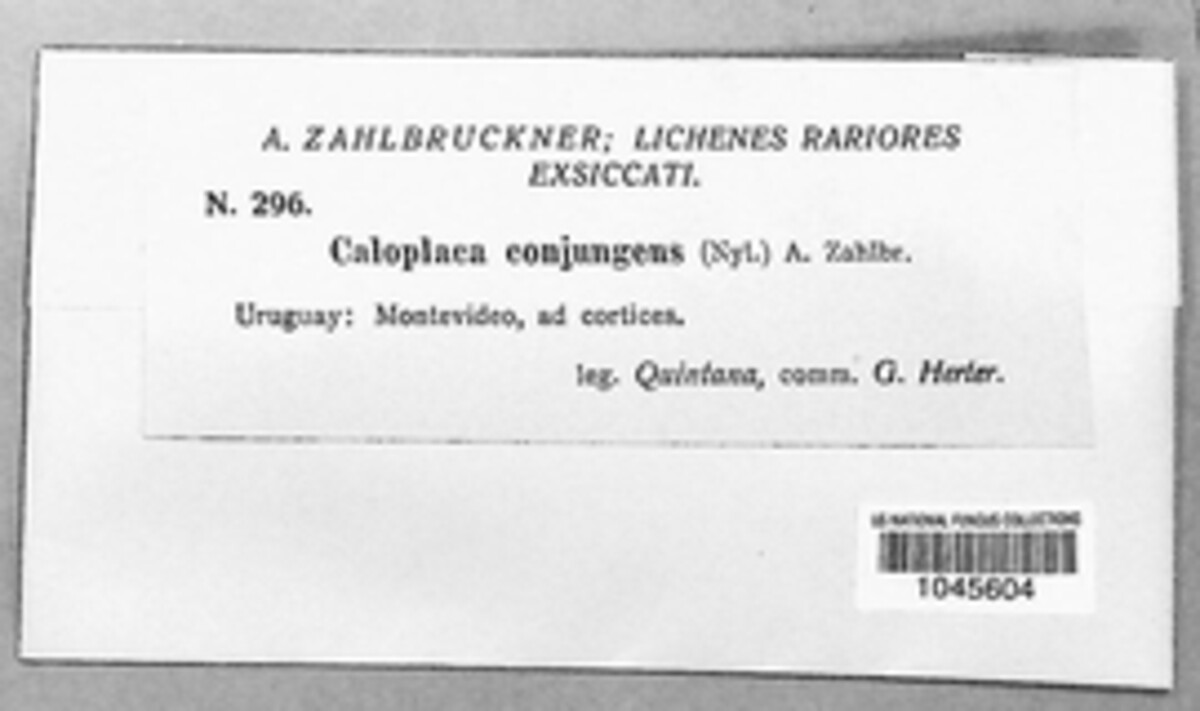 A. ZAHLBRUCKNER; LICHENES RARIORES
EXSICCATI.
N. 296.
Caloplaca conjungens (Nyl.) A. Zahlbr.
Uruguay: Montevideo, ad cortices.
leg. Quintana, comm. G. Herter.
US NATIONAL FUNGUS COLLECTIONS
1045604